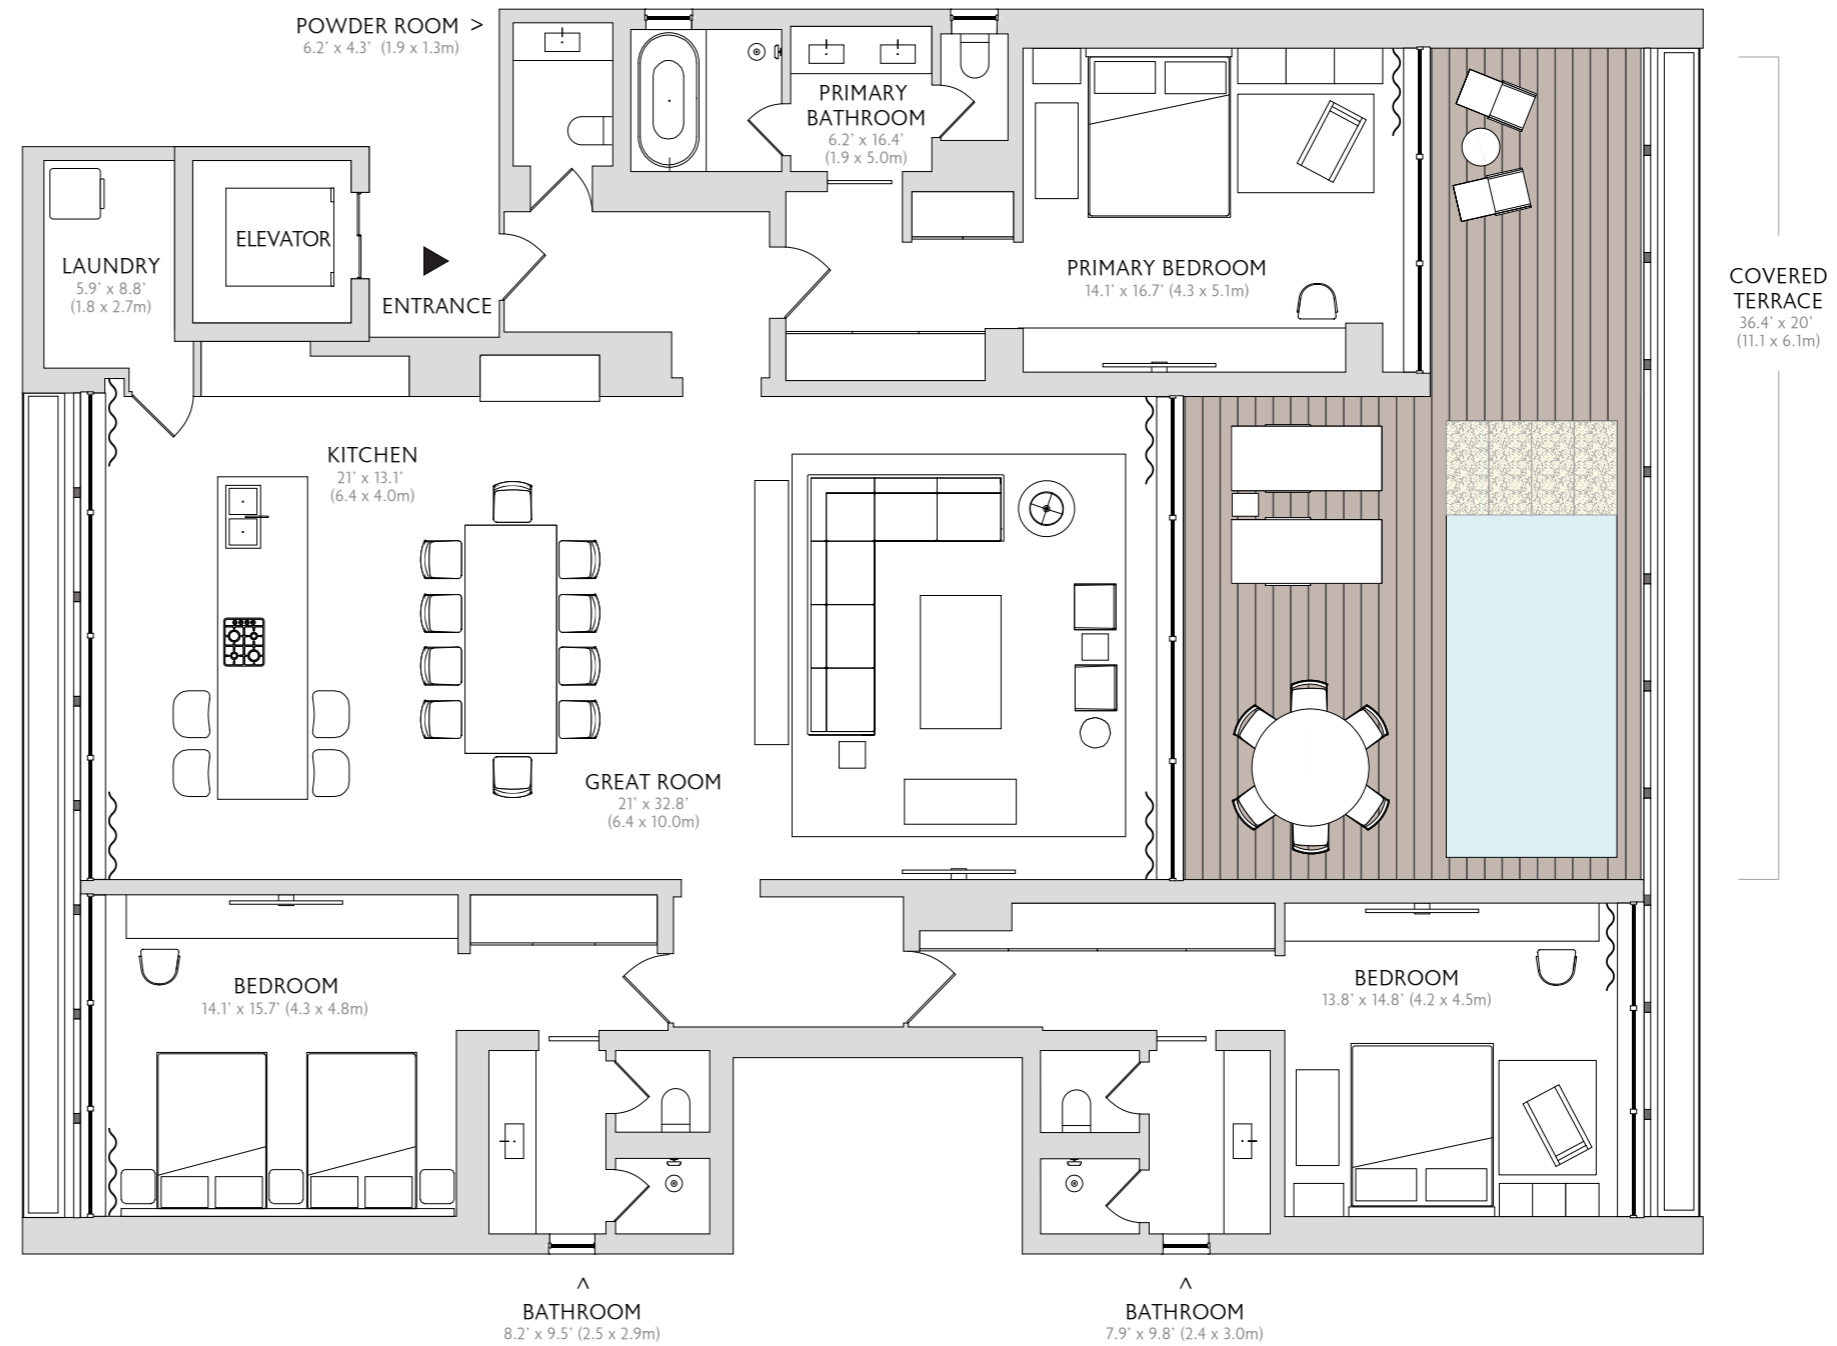 POWDER ROOM >
6.2’ x 4.3’ (1.9 x 1.3m)
PRIMARY
BATHROOM
6.2’ x 16.4’
(1.9 x 5.0m)
ELEVATOR
LAUNDRY
5.9’ x 8.8’
(1.8 x 2.7m)
ENTRANCE
PRIMARY BEDROOM
14.1’ x 16.7’ (4.3 x 5.1m)
COVERED
TERRACE
36.4’ x 20’
(11.1 x 6.1m)
KITCHEN
21’ x 13.1’
(6.4 x 4.0m)
GREAT ROOM
21’ x 32.8’
(6.4 x 10.0m)
BEDROOM
14.1’ x 15.7’ (4.3 x 4.8m)
BEDROOM
13.8’ x 14.8’ (4.2 x 4.5m)
>
BATHROOM
8.2’ x 9.5’ (2.5 x 2.9m)
>
BATHROOM
7.9’ x 9.8’ (2.4 x 3.0m)